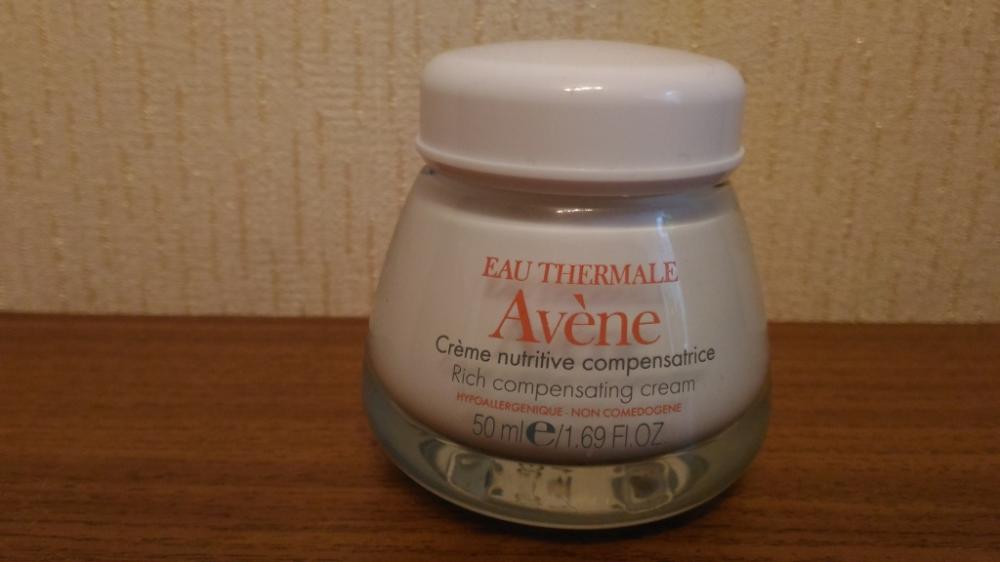 EAU THERMALE
Avène
Crème nutritive compensatrice
Rich compensating cream
HYPOALLERGENIQUE - NON COMEDOGENE
50 ml ℮/1.69 Fl.OZ.